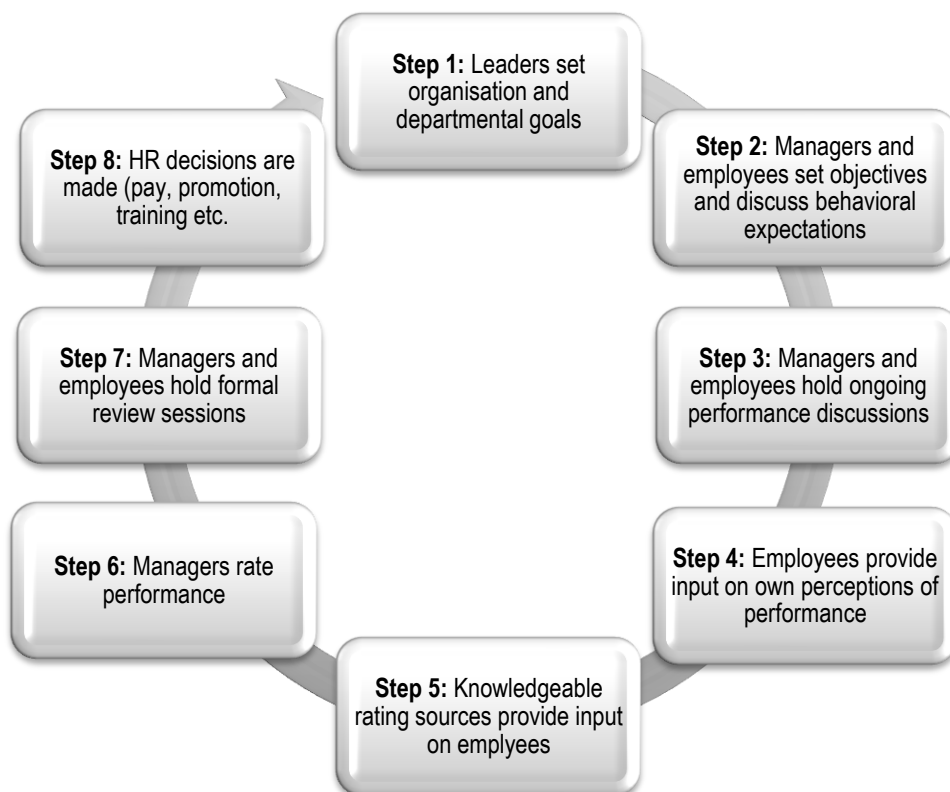 Step 1: Leaders set
organisation and
departmental goals
Step 2: Managers and
employees set objectives
and discuss behavioral
expectations
Step 3: Managers and
employees hold ongoing
performance discussions
Step 4: Employees provide
input on own perceptions of
performance
Step 5: Knowledgeable
rating sources provide input
on emplyees
Step 6: Managers rate
performance
Step 7: Managers and
employees hold formal
review sessions
Step 8: HR decisions are
made (pay, promotion,
training etc.